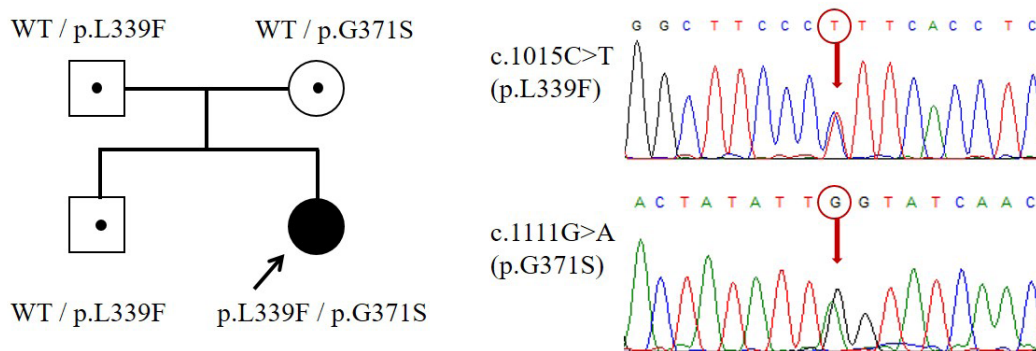 WT / p.L339F
WT / p.G371S
WT / p.L339F
p.L339F / p.G371S
G G C T T C C C T T T C A C C T C
c.1015C>T
(p.L339F)
A C T A T A T T G G T A T C A A C
c.1111G>A
(p.G371S)